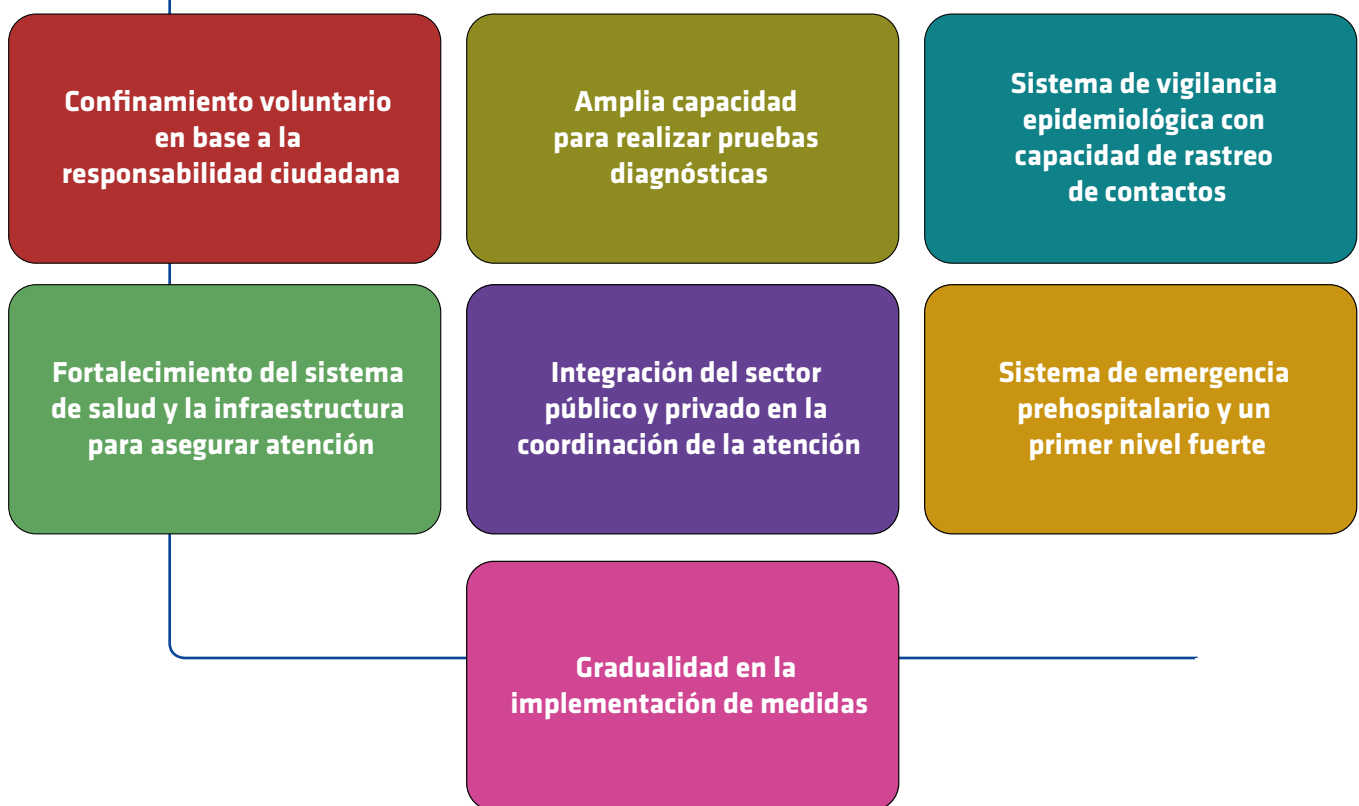 Confinamiento voluntario
en base a la
responsabilidad ciudadana
Amplia capacidad
para realizar pruebas
diagnósticas
Sistema de vigilancia
epidemiológica con
capacidad de rastreo
de contactos
Fortalecimiento del sistema
de salud y la infraestructura
para asegurar atención
Integración del sector
público y privado en la
coordinación de la atención
Sistema de emergencia
prehospitalario y un
primer nivel fuerte
Gradualidad en la
implementación de medidas